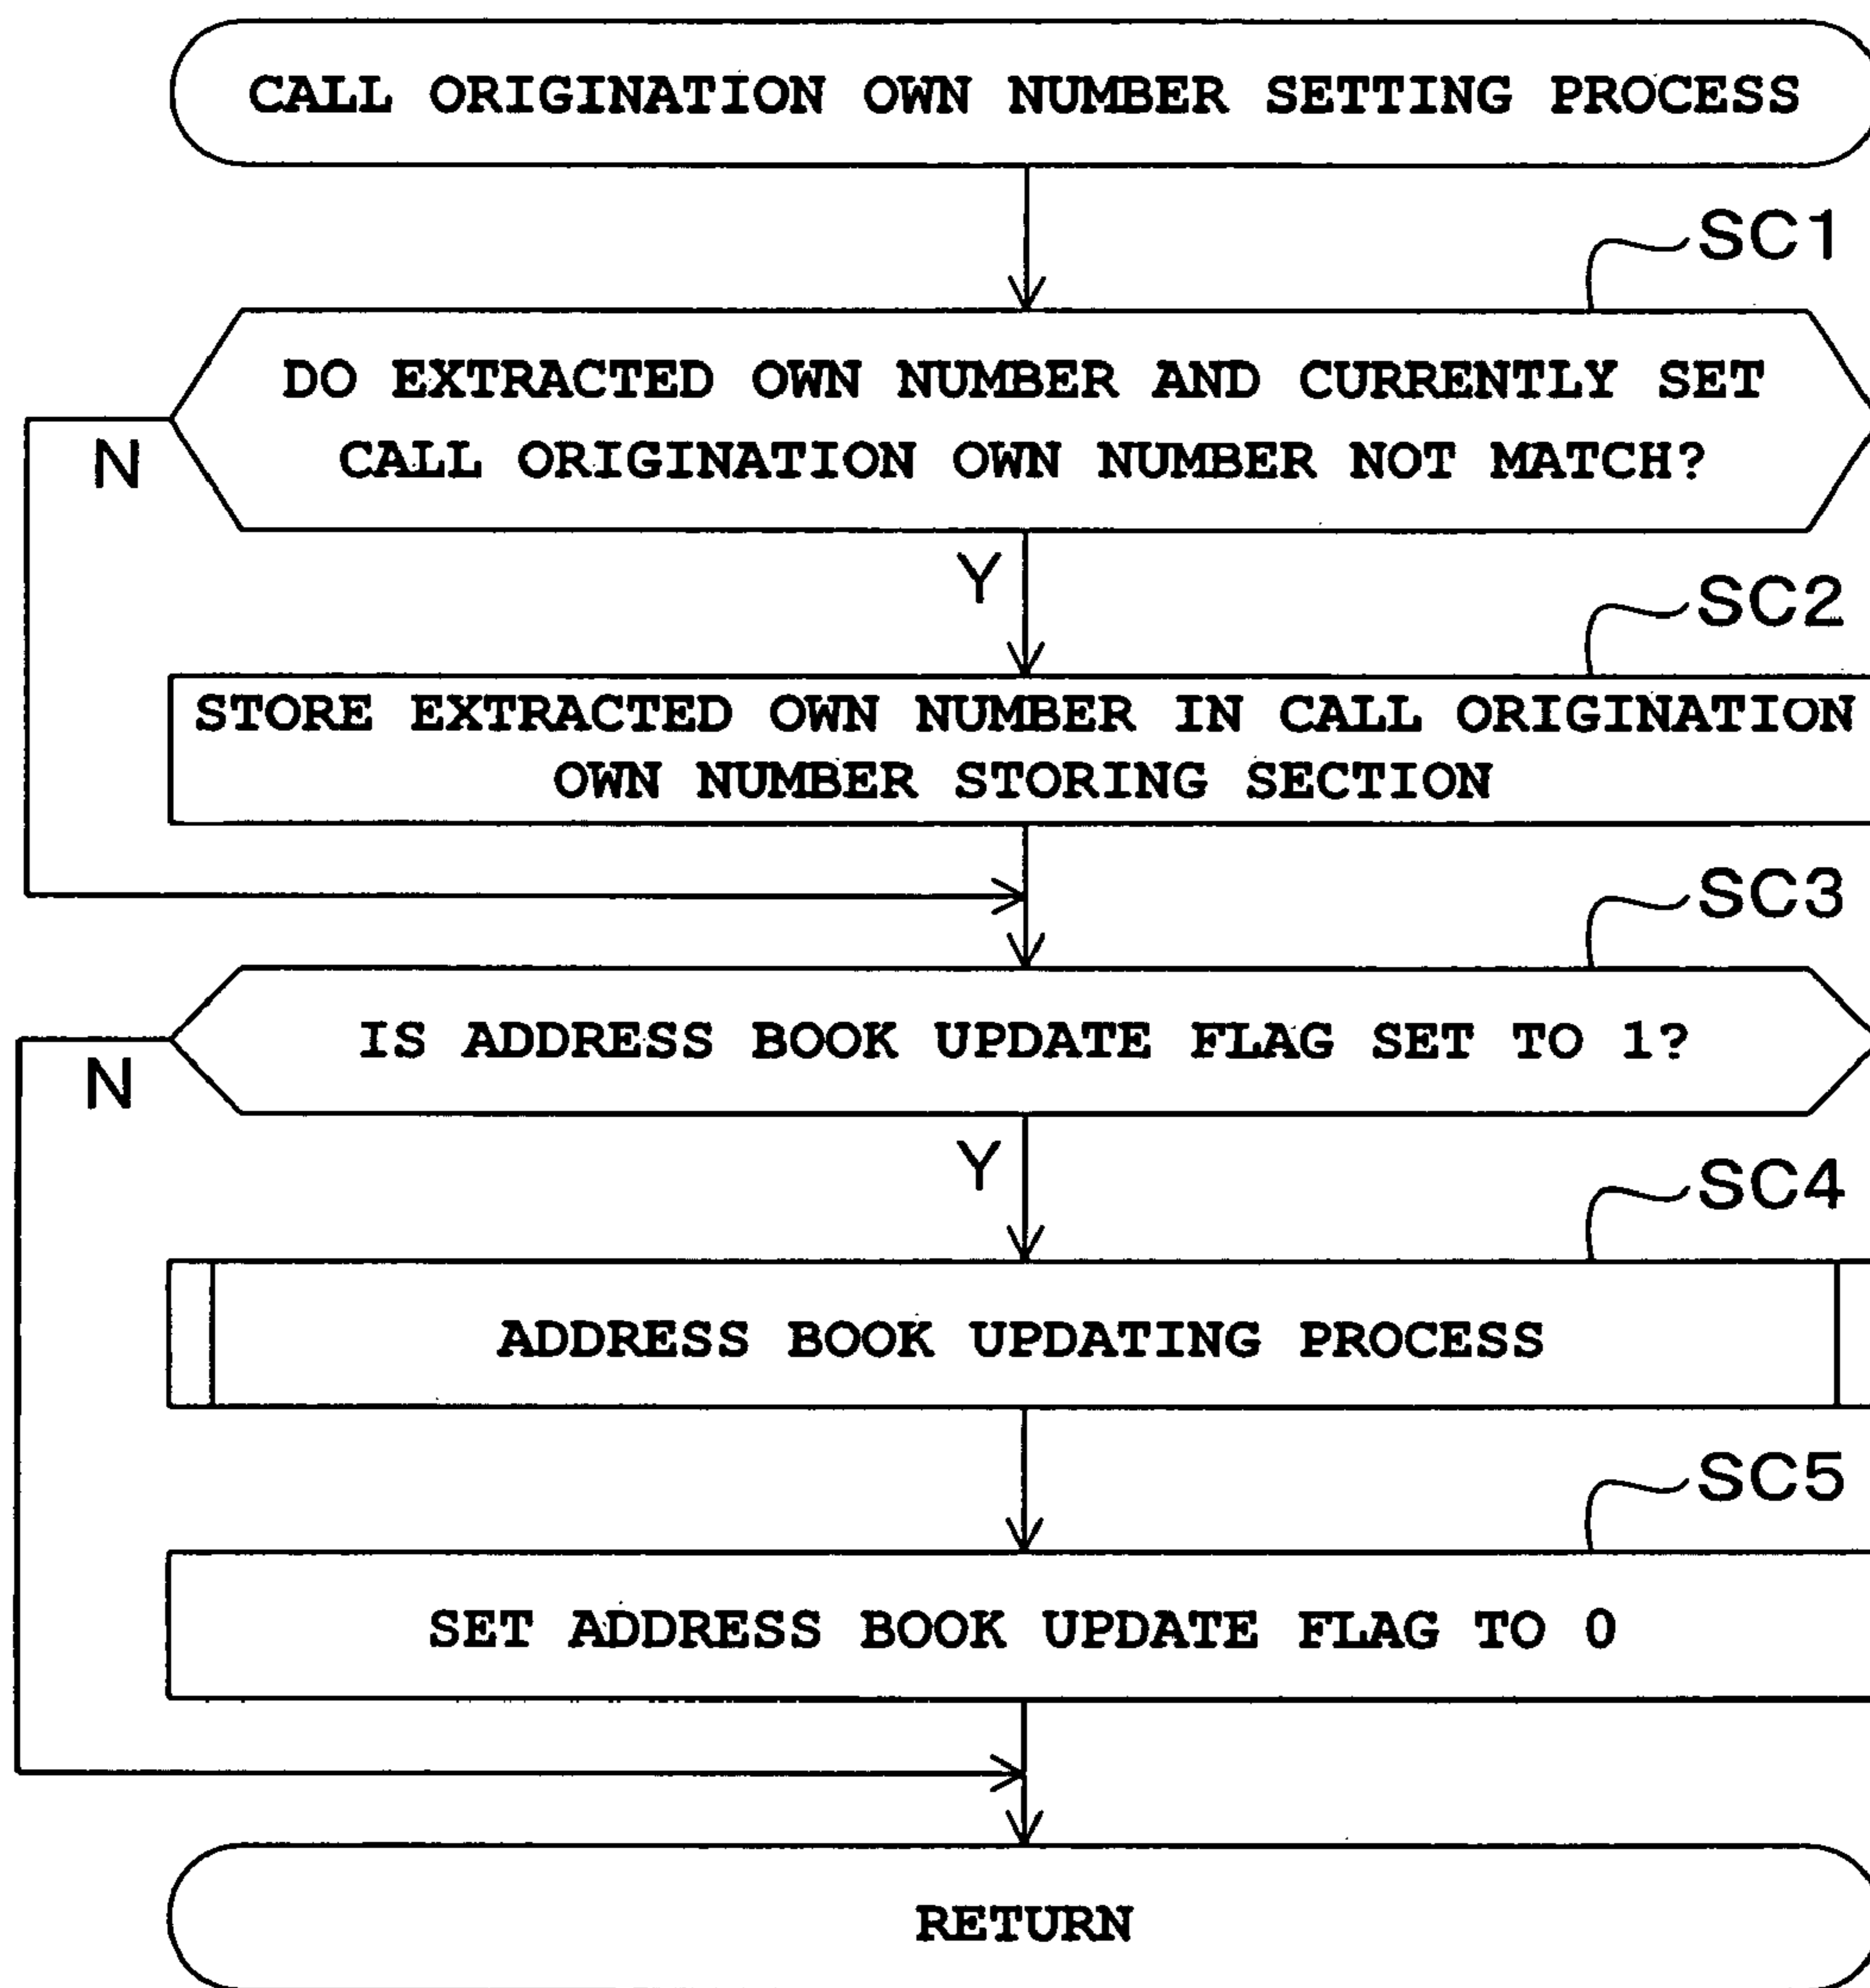 CALL ORIGINATION OWN NUMBER SETTING PROCESS
SC1
DO EXTRACTED OWN NUMBER AND CURRENTLY SET
CALL ORIGINATION OWN NUMBER NOT MATCH?
N
Y
SC2
STORE EXTRACTED OWN NUMBER IN CALL ORIGINATION
OWN NUMBER STORING SECTION
SC3
IS ADDRESS BOOK UPDATE FLAG SET TO 1?
N
Y
SC4
ADDRESS BOOK UPDATING PROCESS
SC5
SET ADDRESS BOOK UPDATE FLAG TO 0
RETURN